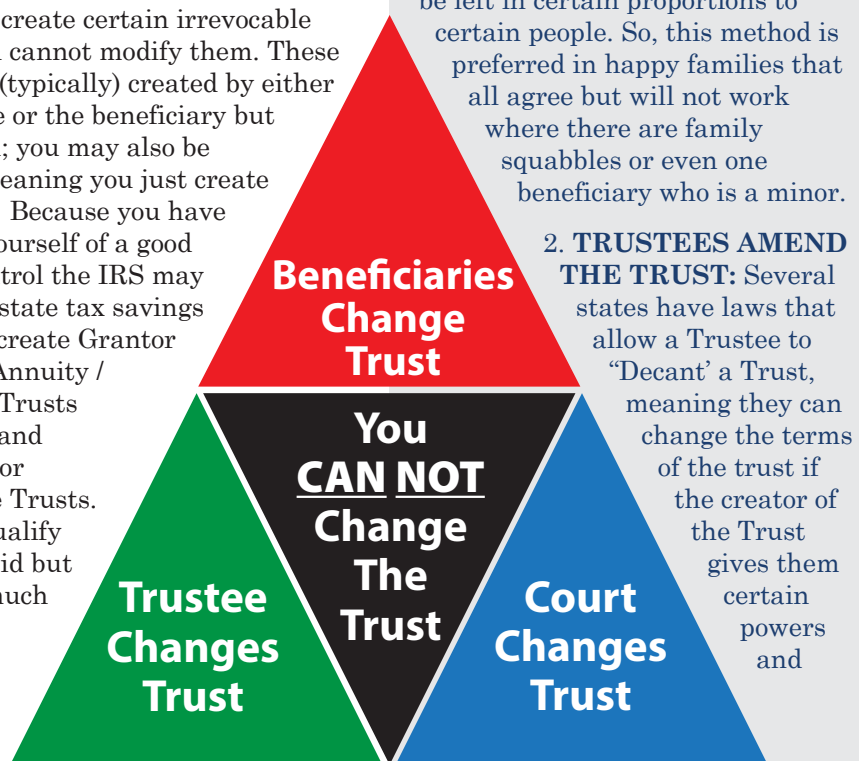 create certain irrevocable
cannot modify them. These
(typically) created by either
or the beneficiary but
; you may also be
eaning you just create
Because you have
ourself of a good
trol the IRS may
state tax savings
create Grantor
Annuity /
Trusts
and
or
Trusts.
ualify
id but
uch
be left in certain proportions to
certain people. So, this method is
preferred in happy families that
all agree but will not work
where there are family
squabbles or even one
beneficiary who is a minor.
2. TRUSTEES AMEND
THE TRUST: Several
states have laws that
allow a Trustee to
“Decant’ a Trust,
meaning they can
change the terms
of the trust if
the creator of
the Trust
gives them
certain
powers
and
Beneficiaries
Change
Trust
You
CAN NOT
Change
The
Trust
Trustee
Changes
Trust
Court
Changes
Trust